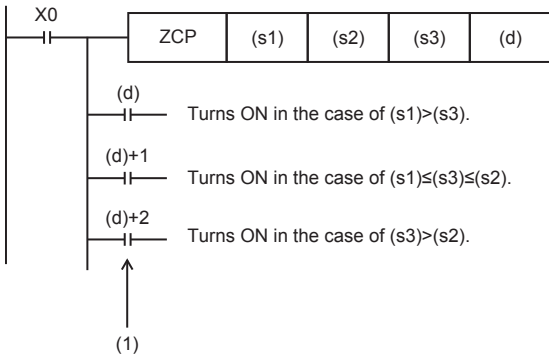 X0
ZCP (s1) (s2) (s3) (d)
(d)
Turns ON in the case of (s1)>(s3).
(d)+1
Turns ON in the case of (s1)≤(s3)≤(s2).
(d)+2
Turns ON in the case of (s3)>(s2).
(1)